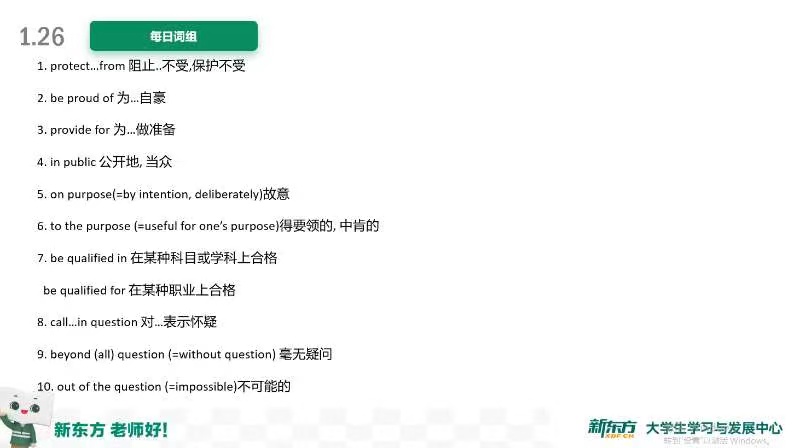 1.26
每日词组
1. protect...from 阻止..不受,保护不受
2. be proud of 为...自豪
3. provide for 为...做准备
4. in public 公开地, 当众
5. on purpose(=by intention, deliberately)故意
6. to the purpose (=useful for one's purpose)得要领的, 中肯的
7. be qualified in 在某种科目或学科上合格
be qualified for 在某种职业上合格
8. call...in question 对...表示怀疑
9. beyond (all) question (=without question) 毫无疑问
10. out of the question (=impossible)不可能的
新东方 老师好!
新东方 XDF.CN 大学生学习与发展中心
转到"设置"以激活 Windows。